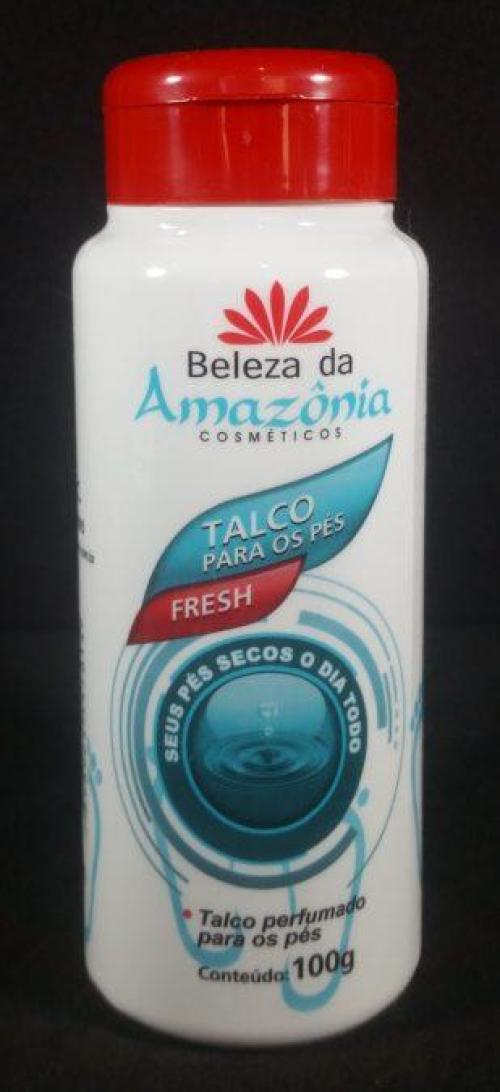 Beleza da
Amazônia
COSMÉTICOS
TALCO
PARA OS PÉS
FRESH
SEUS PÉS SECOS O DIA TODO
• Talco perfumado
para os pés
Conteúdo: 100g